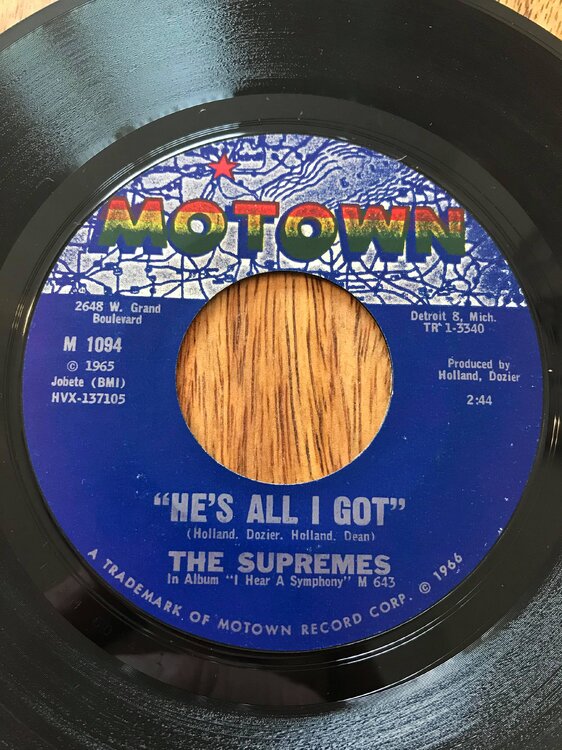 MOTOWN
2648 W. Grand
Boulevard
M 1094
© 1965
Jobete (BMI)
HVX-137105
Detroit 8, Mich.
TR 1-3340
Produced by
Holland, Dozier
2:44
"HE'S ALL I GOT"
(Holland, Dozier, Holland, Dean)
THE SUPREMES
In Album "I Hear A Symphony" M 643
A TRADEMARK OF MOTOWN RECORD CORP. © 1966